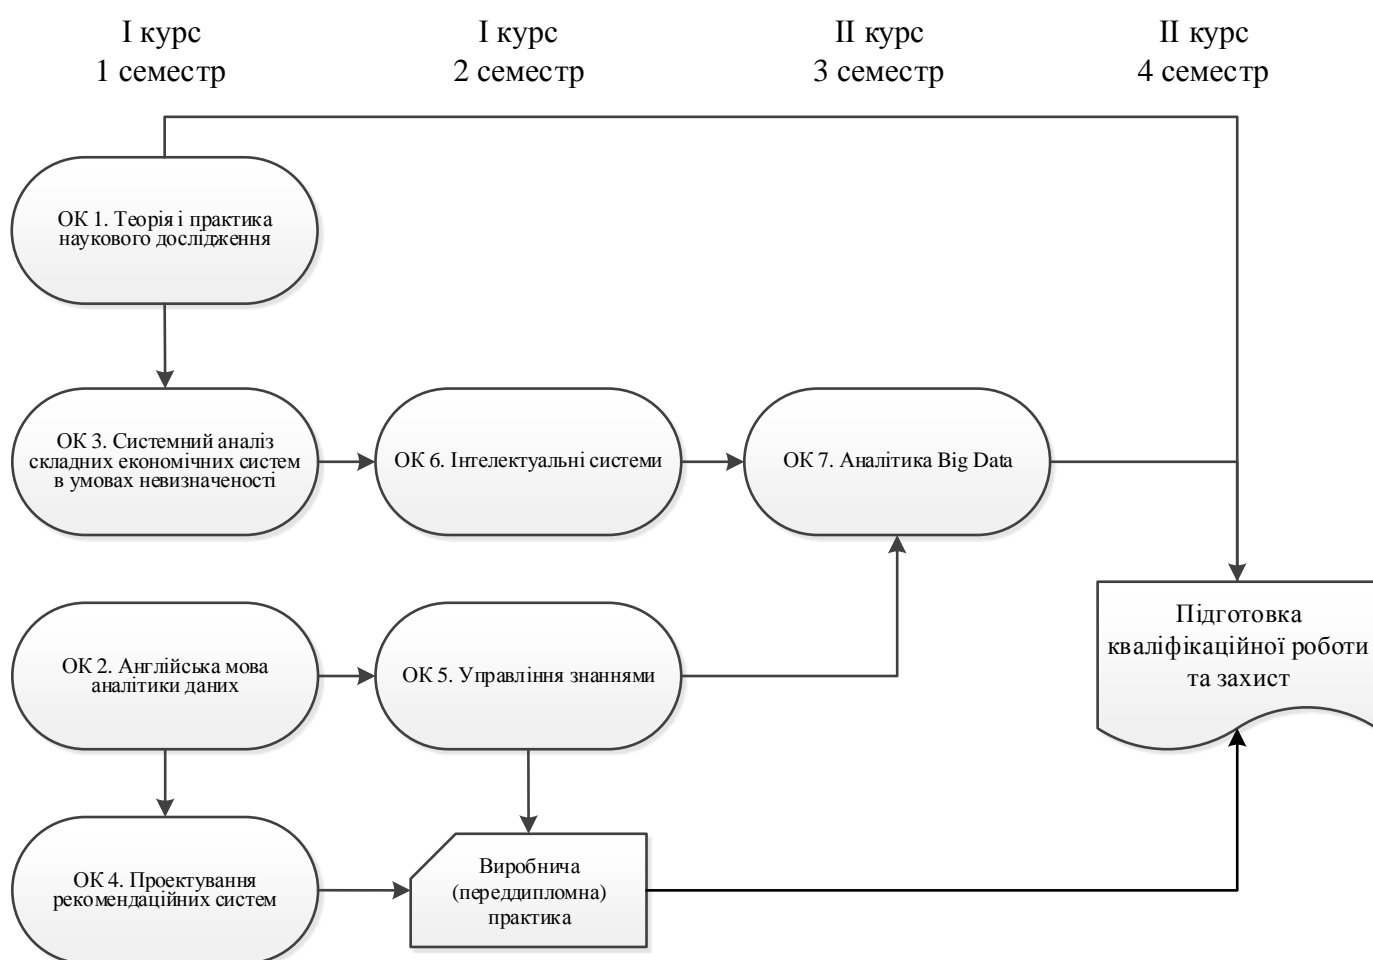 І курс
1 семестр
І курс
2 семестр
ІІ курс
3 семестр
ІІ курс
4 семестр
ОК 1. Теорія і практика
наукового дослідження
ОК 3. Системний аналіз
складних економічних систем
в умовах невизначеності
ОК 6. Інтелектуальні системи
ОК 7. Аналітика Big Data
Підготовка
кваліфікаційної роботи
та захист
ОК 2. Англійська мова
аналітики даних
ОК 5. Управління знаннями
ОК 4. Проектування
рекомендаційних систем
Виробнича
(переддипломна)
практика